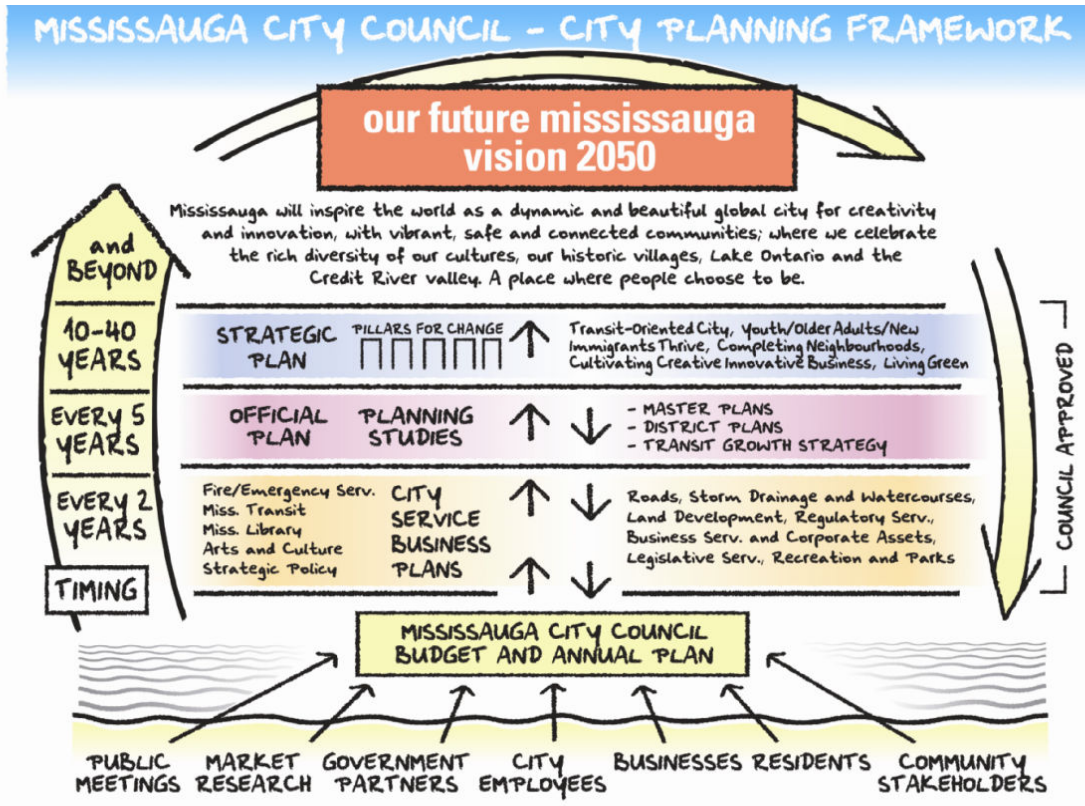 MISSISSAUGA CITY COUNCIL – CITY PLANNING FRAMEWORK
our future mississauga
vision 2050
Mississauga will inspire the world as a dynamic and beautiful global city for creativity
and innovation, with vibrant, safe and connected communities; where we celebrate
the rich diversity of our cultures, our historic villages, Lake Ontario and the
Credit River valley. A place where people choose to be.
and
BEYOND
10-40
YEARS
STRATEGIC
PLAN
PILLARS FOR CHANGE
Transit-Oriented City, Youth/Older Adults/New
Immigrants Thrive, Completing Neighbourhoods,
Cultivating Creative Innovative Business, Living Green
EVERY 5
YEARS
OFFICIAL
PLAN
PLANNING
STUDIES
- MASTER PLANS
- DISTRICT PLANS
- TRANSIT GROWTH STRATEGY
EVERY 2
YEARS
Fire/Emergency Serv.
Miss. Transit
Miss. Library
Arts and Culture
Strategic Policy
CITY
SERVICE
BUSINESS
PLANS
Roads, Storm Drainage and Watercourses,
Land Development, Regulatory Serv.,
Business Serv. and Corporate Assets,
Legislative Serv., Recreation and Parks
COUNCIL APPROVED
TIMING
MISSISSAUGA CITY COUNCIL
BUDGET AND ANNUAL PLAN
PUBLIC
MEETINGS
MARKET
RESEARCH
GOVERNMENT
PARTNERS
CITY
EMPLOYEES
BUSINESSES
RESIDENTS
COMMUNITY
STAKEHOLDERS